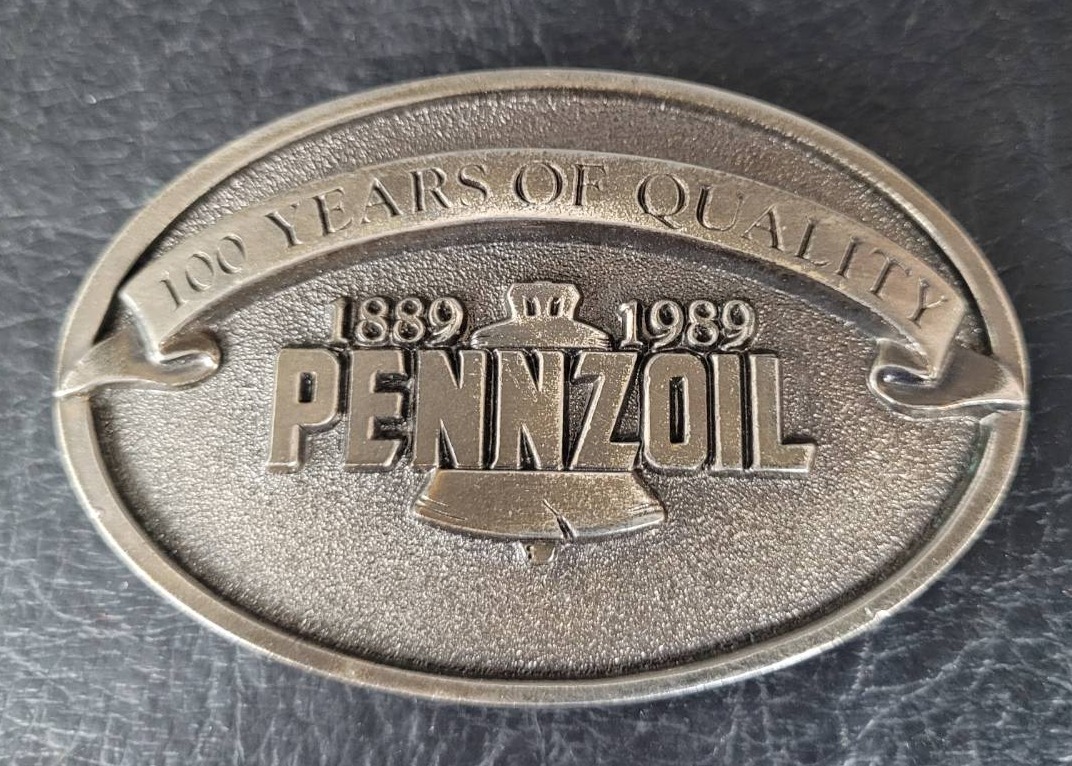 100 YEARS OF QUALITY
1889 1989
PENNZOIL